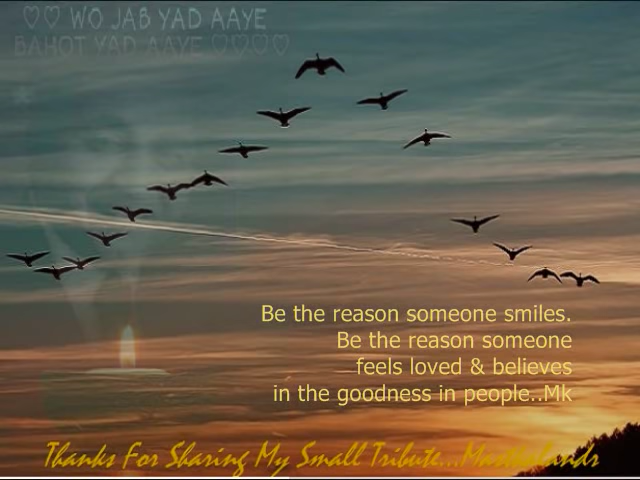 ♡♡ WO JAB YAD AAYE
BAHOT YAD AAYE ♡♡♡♡
Be the reason someone smiles.
Be the reason someone
feels loved & believes
in the goodness in people..Mk
Thanks For Sharing My Small Tribute...